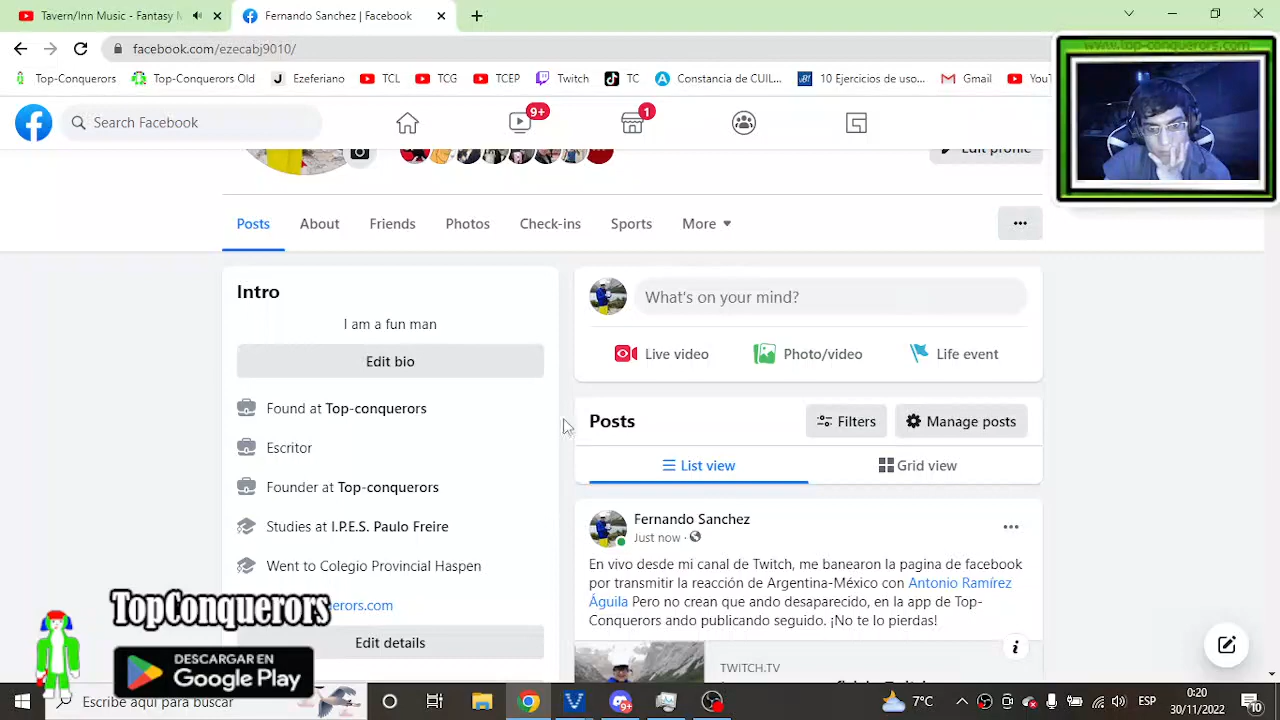 Tavern/Inn Music - Virtual
Fernando Sanchez | Facebook
facebook.com/ezecabj9010/
www.top-conquerors.com
Top-Conquerors
Top-Conquerors Old
Ezeferiano
TCL
TCG
TCEP
Twitch
TC
Constancia de CUIL...
10 Ejercicios de uso...
Gmail
Search Facebook
9+
1
Edit profile
Posts
About
Friends
Photos
Check-ins
Sports
More
Intro
I am a fun man
Edit bio
Found at Top-conquerors
Escritor
Founder at Top-conquerors
Studies at I.P.E.S. Paulo Freire
Went to Colegio Provincial Haspen
Edit details
What's on your mind?
Live video
Photo/video
Life event
Posts
Filters
Manage posts
List view
Grid view
Fernando Sanchez
Just now ·
En vivo desde mi canal de Twitch, me banearon la pagina de facebook
por transmitir la reacción de Argentina-México con Antonio Ramírez
Águila Pero no crean que ando desaparecido, en la app de Top-
Conquerors ando publicando seguido. ¡No te lo pierdas!
TWITCH.TV
TopConquerors
DESCARGAR EN
Google Play
Escribe aquí para buscar
9+
7°C
ESP
0:20
30/11/2022
10